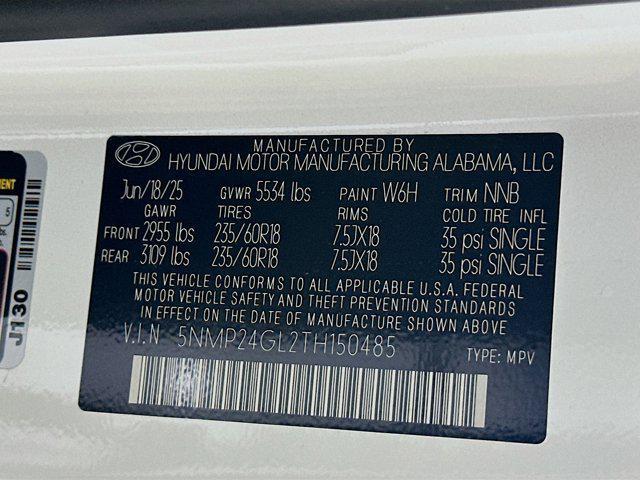 MANUFACTURED BY
HYUNDAI MOTOR MANUFACTURING ALABAMA, LLC
Jun/18/25 GVWR 5534 lbs PAINT W6H TRIM NNB
GAWR TIRES RIMS COLD TIRE INFL
FRONT 2955 lbs 235/60R18 7.5JX18 35 psi SINGLE
REAR 3109 lbs 235/60R18 7.5JX18 35 psi SINGLE
THIS VEHICLE CONFORMS TO ALL APPLICABLE U.S.A. FEDERAL
MOTOR VEHICLE SAFETY AND THEFT PREVENTION STANDARDS
IN EFFECT ON THE DATE OF MANUFACTURE SHOWN ABOVE.
V.I.N 5NMP24GL2TH150485 TYPE: MPV
5
J130